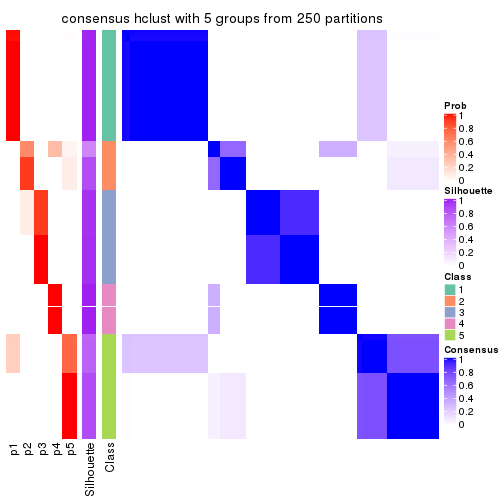 consensus hclust with 5 groups from 250 partitions
Prob
1
0.8
0.6
0.4
0.2
0
Silhouette
1
0.8
0.6
0.4
0.2
0
Class
1
2
3
4
5
Consensus
1
0.8
0.6
0.4
0.2
0
p1
p2
p3
p4
p5
Silhouette
Class